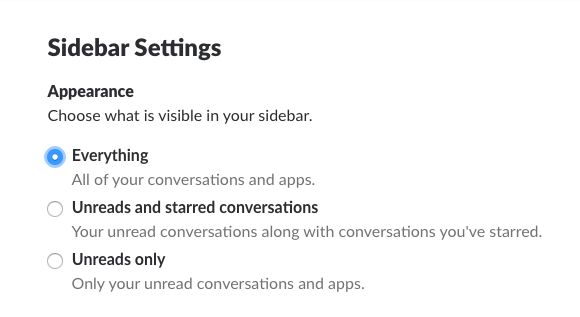 Sidebar Settings
Appearance
Choose what is visible in your sidebar.
Everything
All of your conversations and apps.
Unreads and starred conversations
Your unread conversations along with conversations you've starred.
Unreads only
Only your unread conversations and apps.